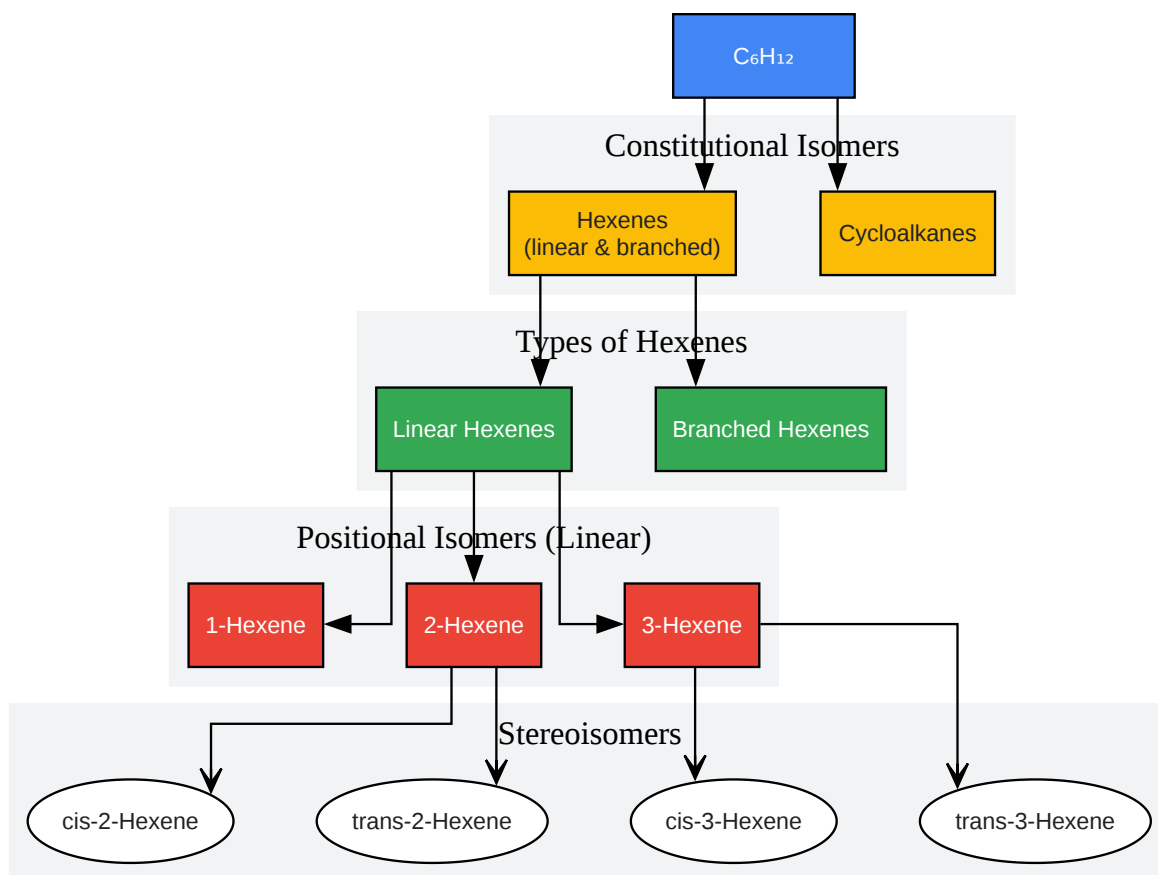 C₆H₁₂
Constitutional Isomers
Hexenes
(linear & branched)
Cycloalkanes
Types of Hexenes
Linear Hexenes
Branched Hexenes
Positional Isomers (Linear)
1-Hexene
2-Hexene
3-Hexene
Stereoisomers
cis-2-Hexene
trans-2-Hexene
cis-3-Hexene
trans-3-Hexene